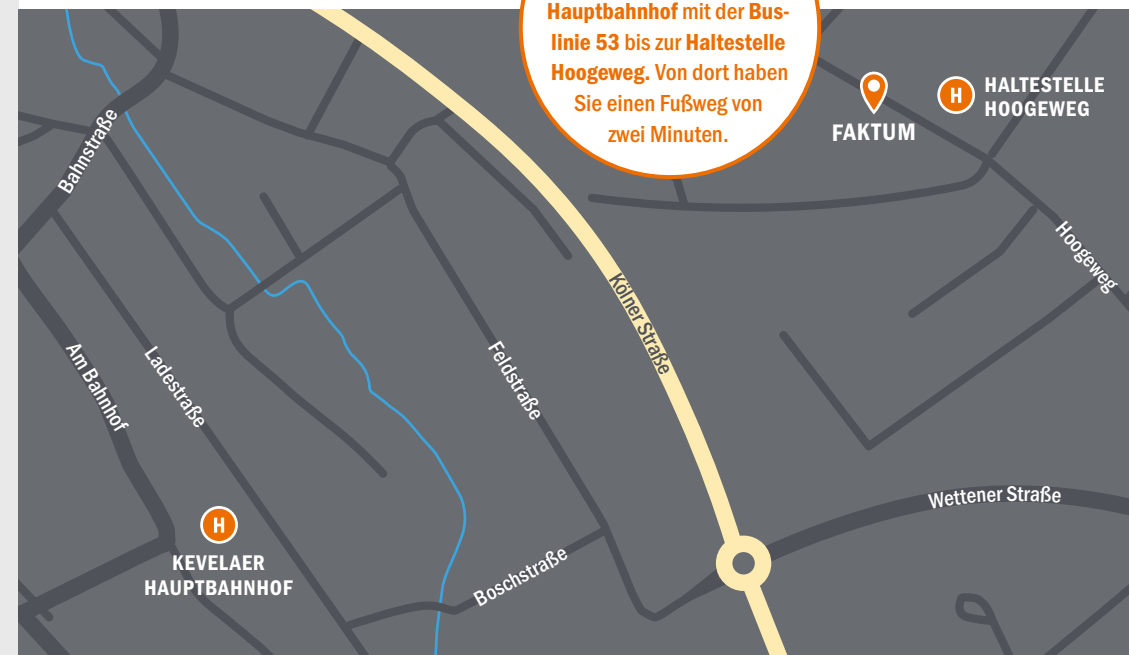 Hauptbahnhof mit der Bus-
linie 53 bis zur Haltestelle
Hoogeweg. Von dort haben
Sie einen Fußweg von
zwei Minuten.
FAKTUM
H
HALTESTELLE
HOOGEWEG
Bahnstraße
Hoogeweg
Kölner Straße
Am Bahnhof
Ladestraße
Feldstraße
Wettener Straße
H
KEVELAER
HAUPTBAHNHOF
Boschstraße